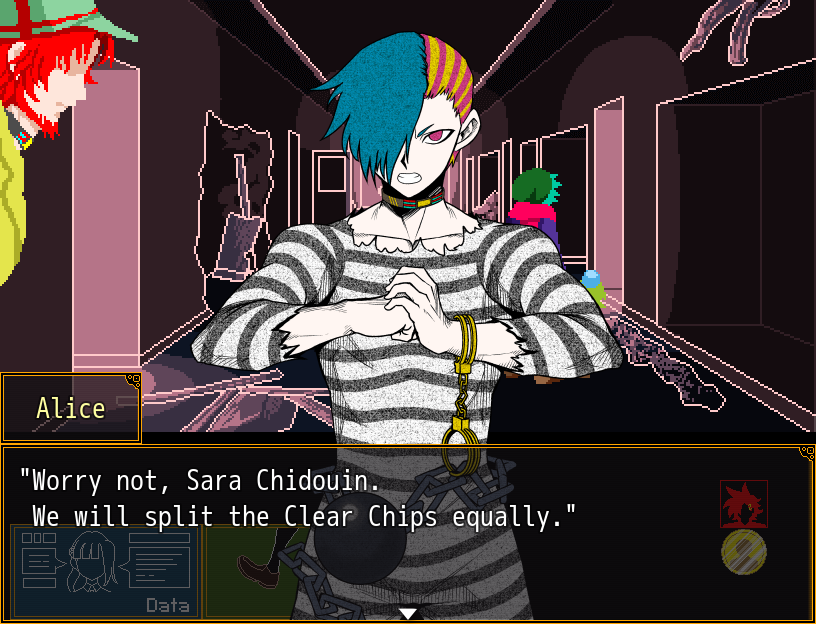 Alice
"Worry not, Sara Chidouin.
We will split the Clear Chips equally."
Data